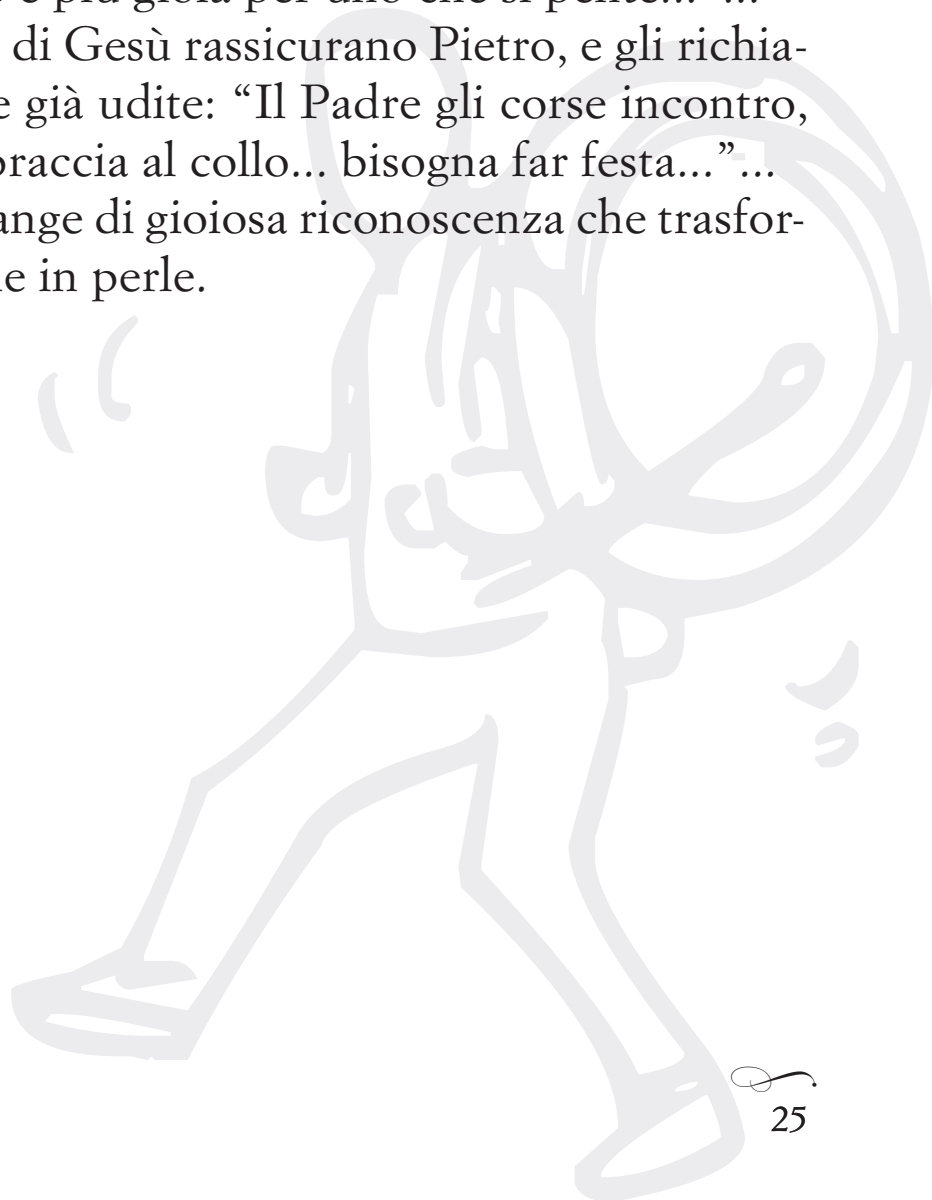 è più gioia per uno che si pente...”...
di Gesù rassicurano Pietro, e gli richia-
già udite: “Il Padre gli corse incontro,
braccia al collo... bisogna far festa...”...
di gioiosa riconoscenza che trasfor-
in perle.
25